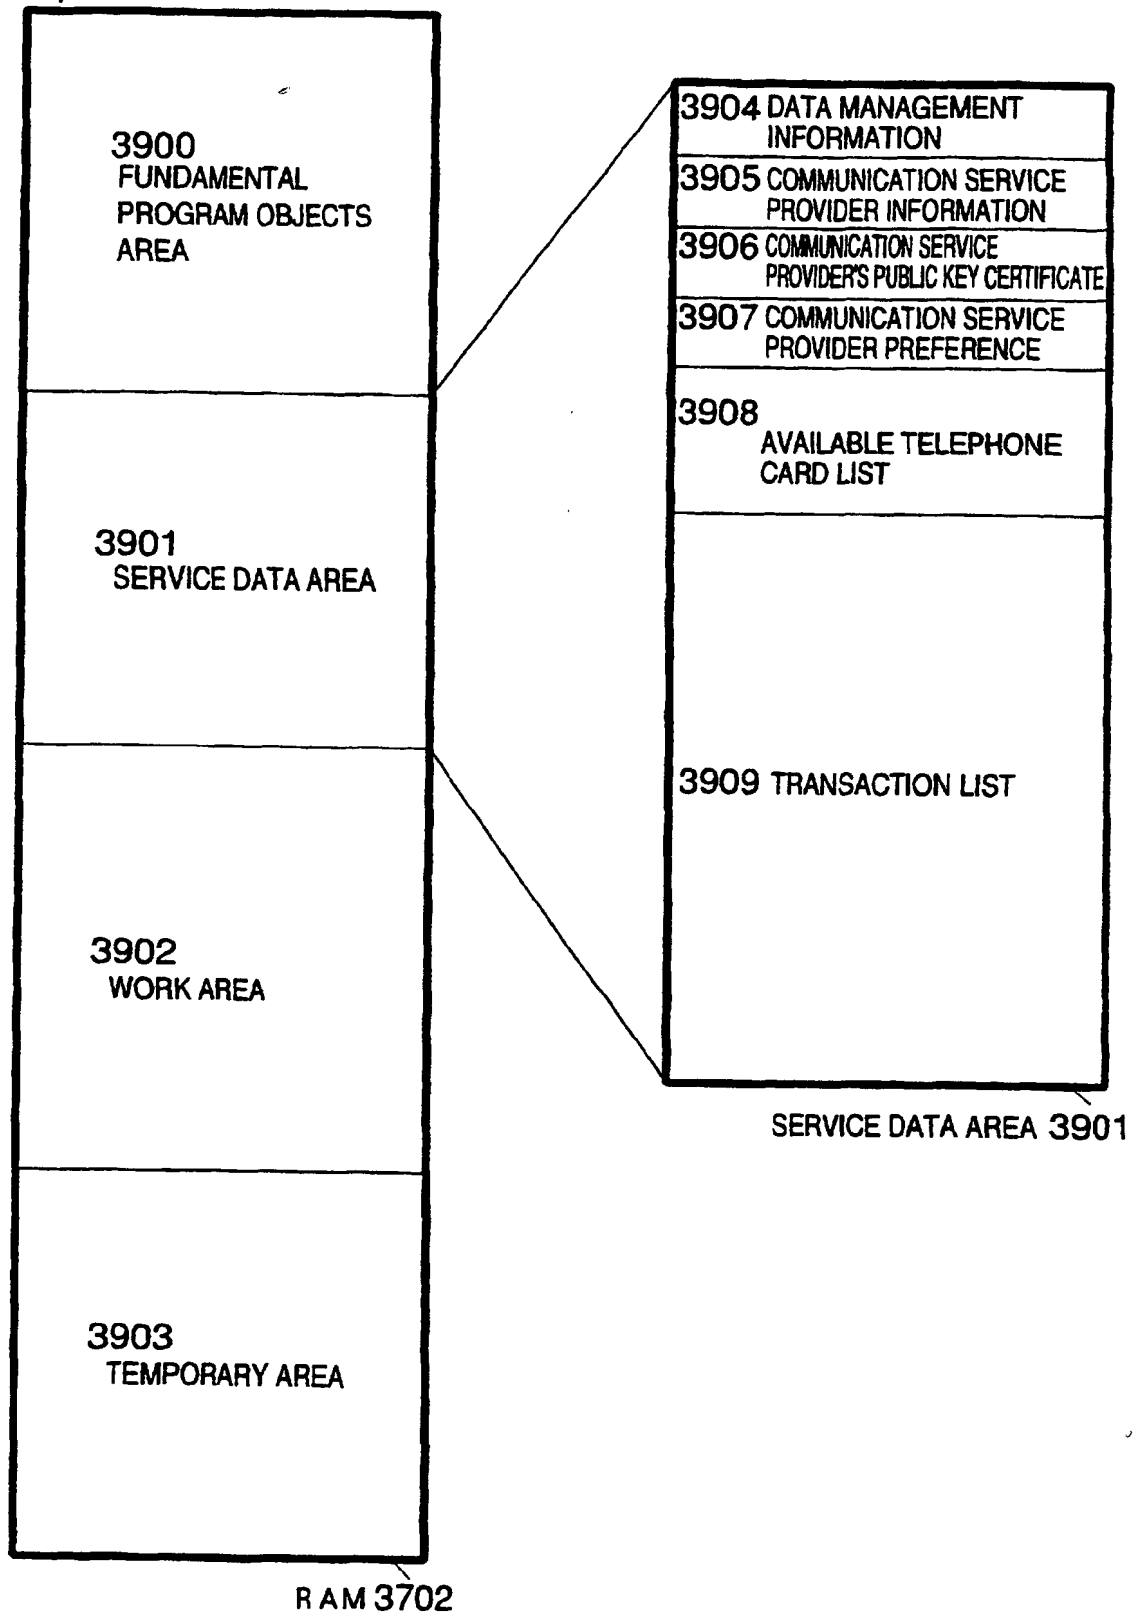 3900
FUNDAMENTAL
PROGRAM OBJECTS
AREA
3901
SERVICE DATA AREA
3902
WORK AREA
3903
TEMPORARY AREA
RAM 3702
3904 DATA MANAGEMENT
INFORMATION
3905 COMMUNICATION SERVICE
PROVIDER INFORMATION
3906 COMMUNICATION SERVICE
PROVIDER'S PUBLIC KEY CERTIFICATE
3907 COMMUNICATION SERVICE
PROVIDER PREFERENCE
3908
AVAILABLE TELEPHONE
CARD LIST
3909 TRANSACTION LIST
SERVICE DATA AREA 3901